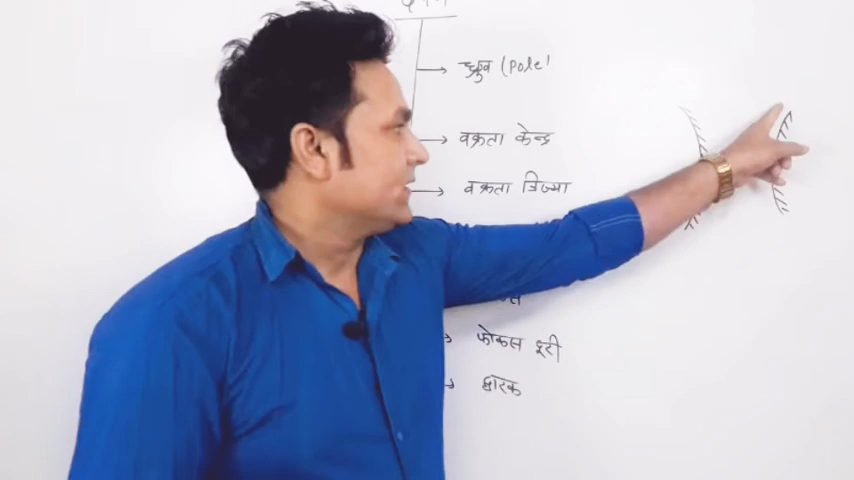 ध्रुव (Pole)
वक्रता केन्द्र
वक्रता त्रिज्या
फोकस दूरी
द्वारक